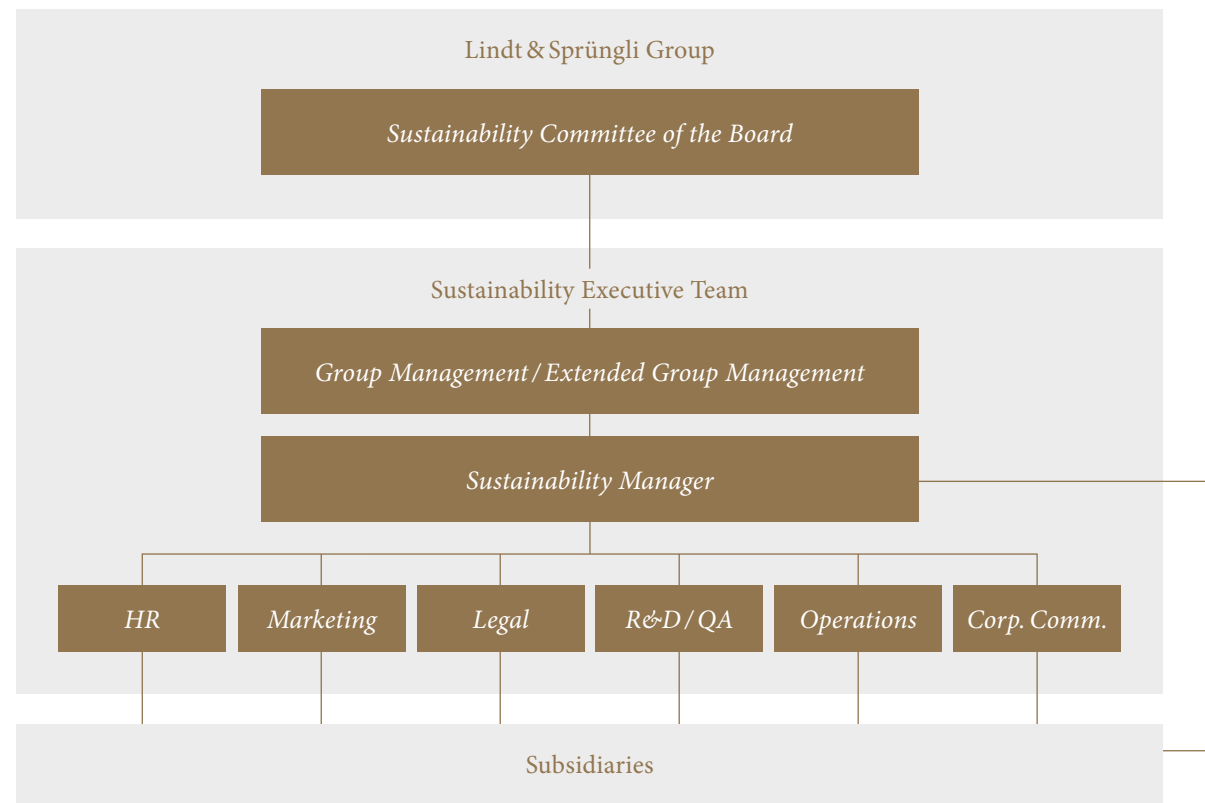 Lindt & Sprüngli Group
Sustainability Committee of the Board
Sustainability Executive Team
Group Management / Extended Group Management
Sustainability Manager
HR
Marketing
Legal
R&D / QA
Operations
Corp. Comm.
Subsidiaries